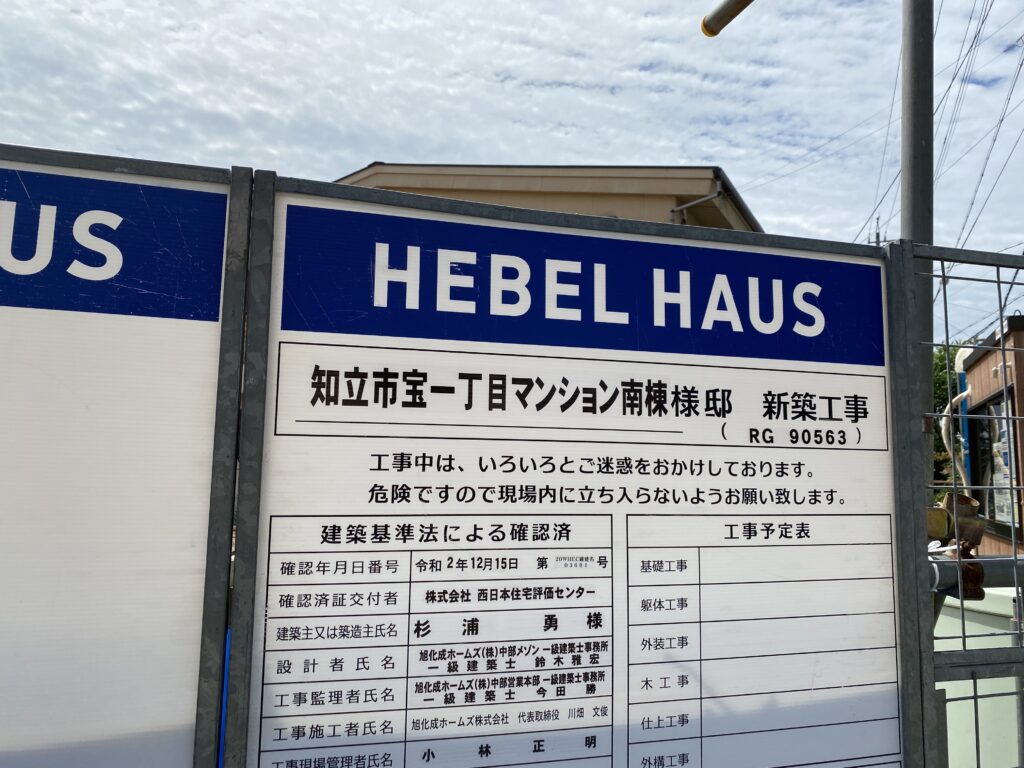 US
HEBEL HAUS
知立市宝一丁目マンション南棟様邸 新築工事
( RG 90563 )
工事中は、いろいろとご迷惑をおかけしております。
危険ですので現場内に立ち入らないようお願い致します。
建築基準法による確認済
確認年月日番号 令和2年12月15日 第 号
確認済証交付者 株式会社 西日本住宅評価センター
建築主又は築造主氏名 杉浦 勇様
設計者氏名 旭化成ホームズ(株)中部メゾン一級建築士事務所
一級建築士 鈴木雅宏
工事監理者氏名 旭化成ホームズ(株)中部営業本部一級建築士事務所
一級建築士 今田 勝
工事施工者氏名 旭化成ホームズ株式会社 代表取締役 川畑 文俊
工事現場管理者氏名 小林正明
工事予定表
基礎工事
躯体工事
外装工事
木工事
仕上工事
外構工事